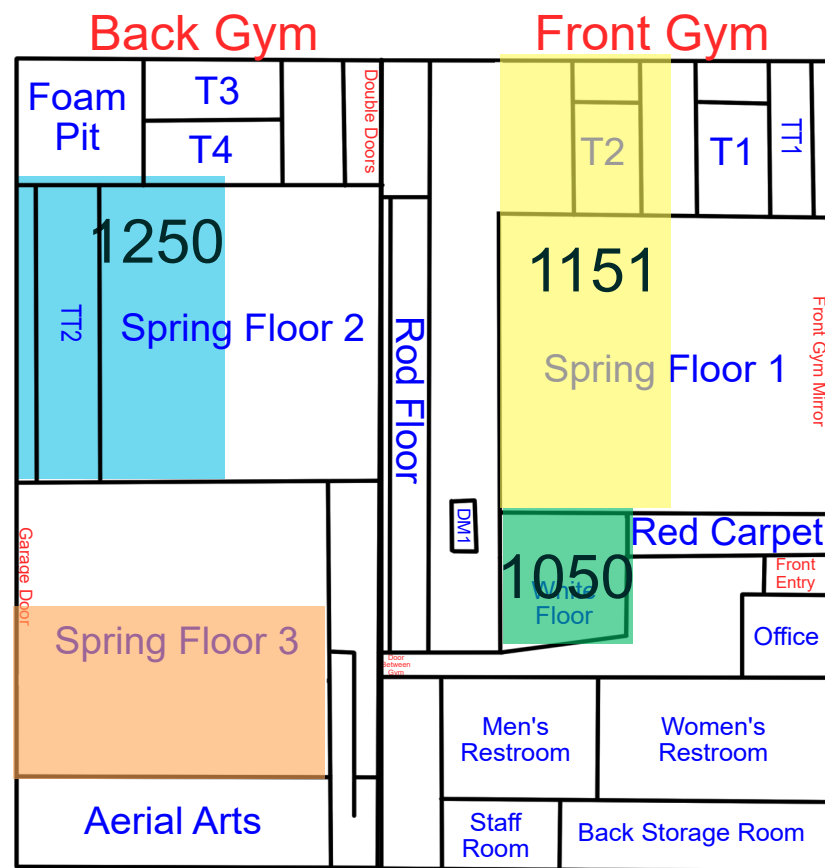 Back Gym
Front Gym
Foam
Pit
T3
T4
Double Doors
T2
T1
TT1
1250
TT2
Spring Floor 2
Rod Floor
1151
Spring Floor 1
Front Gym Mirror
DM1
Red Carpet
1050
White
Floor
Front
Entry
Office
Garage Door
Spring Floor 3
Door
Between
Gym
Men's
Restroom
Women's
Restroom
Aerial Arts
Staff
Room
Back Storage Room